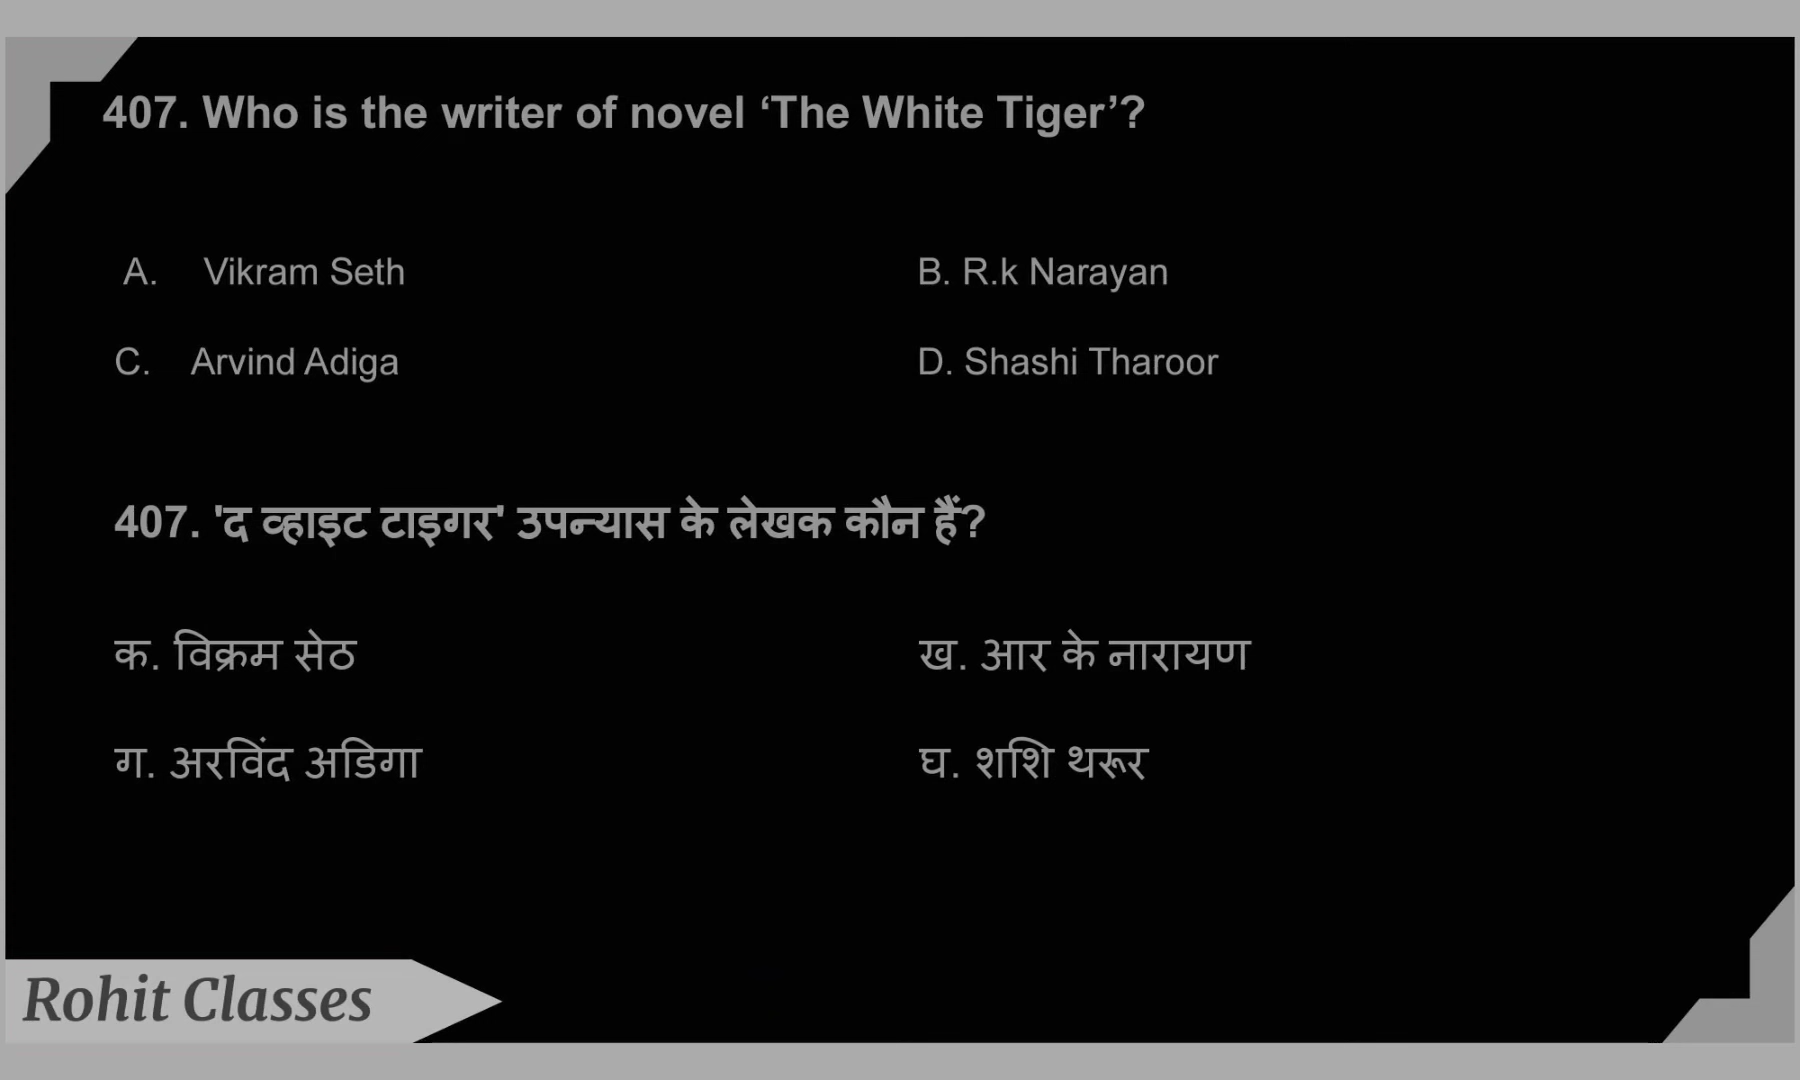 407. Who is the writer of novel ‘The White Tiger’?
A. Vikram Seth B. R.k Narayan
C. Arvind Adiga D. Shashi Tharoor
407. 'द व्हाइट टाइगर' उपन्यास के लेखक कौन हैं?
क. विक्रम सेठ ख. आर के नारायण
ग. अरविंद अडिगा घ. शशि थरूर
Rohit Classes